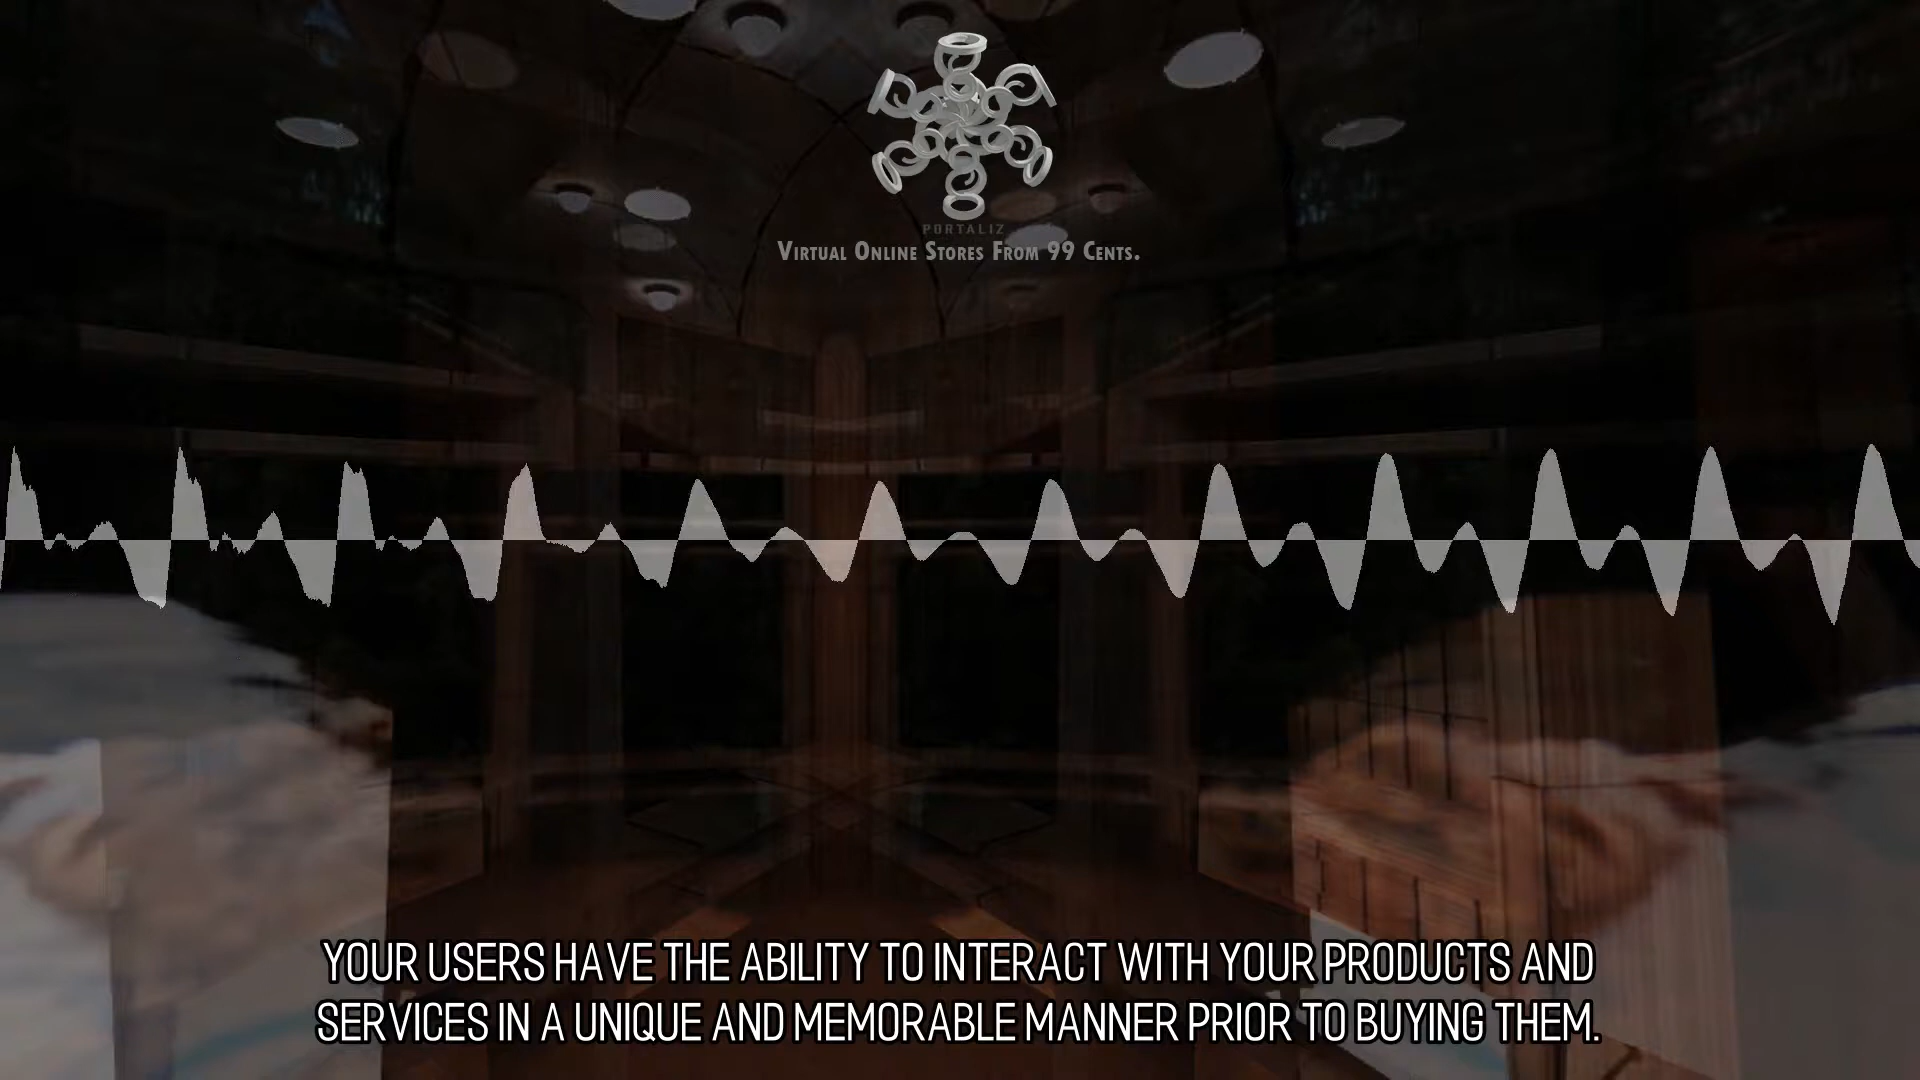 PORTALIZ
Virtual Online Stores From 99 Cents.
YOUR USERS HAVE THE ABILITY TO INTERACT WITH YOUR PRODUCTS AND
SERVICES IN A UNIQUE AND MEMORABLE MANNER PRIOR TO BUYING THEM.